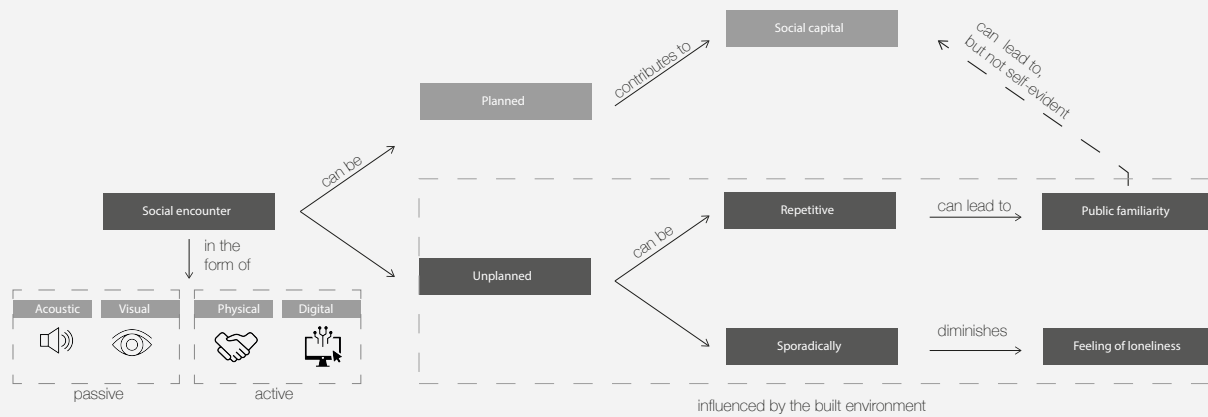 Social capital
can lead to,
but not self-evident
contributes to
Planned
can be
Social encounter
in the
form of
Acoustic
Visual
Physical
Digital
passive
active
Unplanned
can be
Repetitive
can lead to
Public familiarity
Sporadically
diminishes
Feeling of loneliness
influenced by the built environment